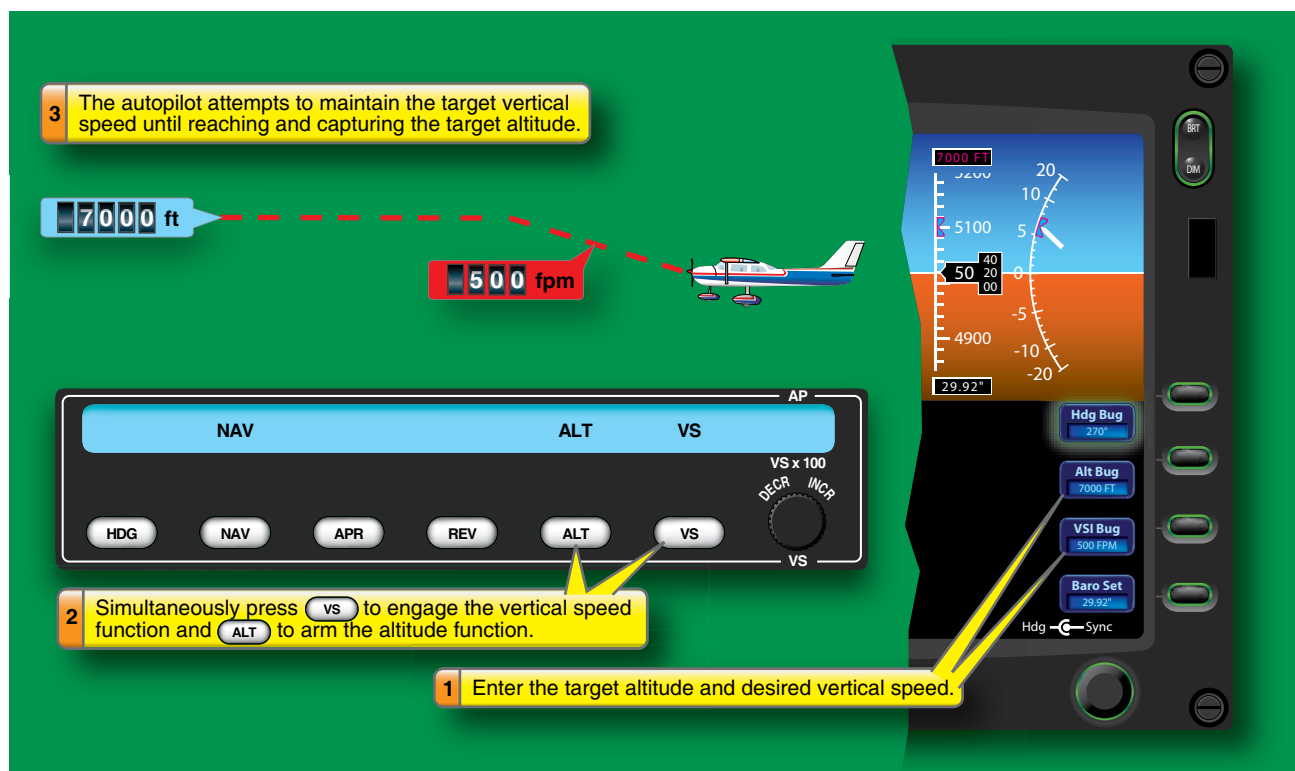 3 The autopilot attempts to maintain the target vertical
speed until reaching and capturing the target altitude.
7000 ft
500 fpm
AP
NAV ALT VS
VS x 100
DECR INCR
HDG NAV APR REV ALT VS
VS
2 Simultaneously press VS to engage the vertical speed
function and ALT to arm the altitude function.
1 Enter the target altitude and desired vertical speed.
BRT
DIM
7000 FT
5200
5100
50
40
20
00
4900
29.92"
20
10
5
0
-5
-10
-20
Hdg Bug
270°
Alt Bug
7000 FT
VSI Bug
500 FPM
Baro Set
29.92"
Hdg Sync